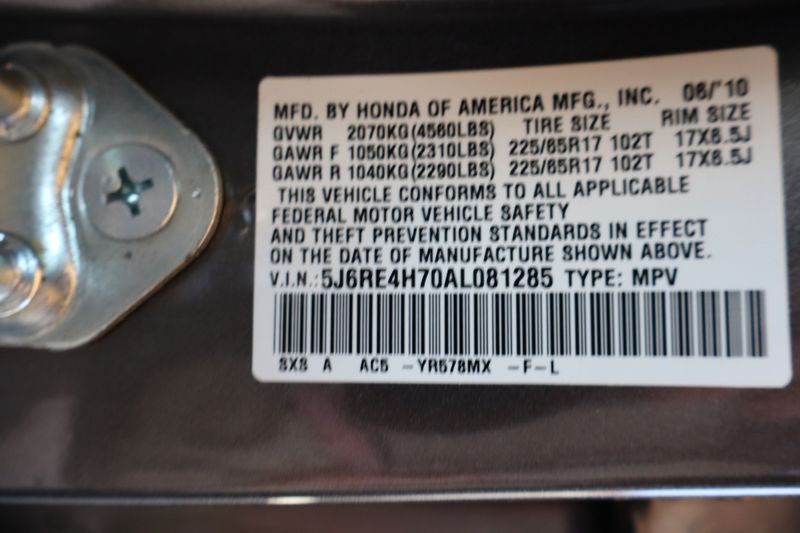 MFD. BY HONDA OF AMERICA MFG., INC. 06/'10
GVWR 2070KG(4560LBS) TIRE SIZE RIM SIZE
GAWR F 1050KG(2310LBS) 225/65R17 102T 17X6.5J
GAWR R 1040KG(2290LBS) 225/65R17 102T 17X6.5J
THIS VEHICLE CONFORMS TO ALL APPLICABLE
FEDERAL MOTOR VEHICLE SAFETY
AND THEFT PREVENTION STANDARDS IN EFFECT
ON THE DATE OF MANUFACTURE SHOWN ABOVE.
V.I.N.:5J6RE4H70AL081285 TYPE: MPV
SXS A AC5 -YR578MX -F-L